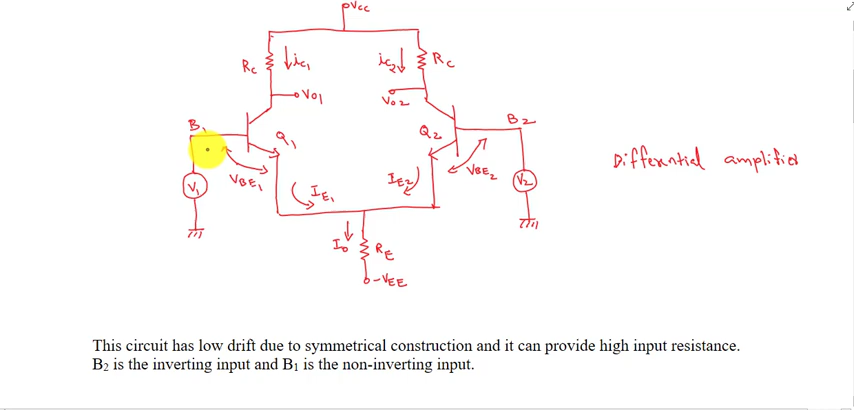 Vcc
Rc
ic1
ic2
Rc
Vo1
Vo2
B1
B2
Q1
Q2
VBE1
VBE2
Differential amplifier
V1
IE1
IE2
V2
Io
RE
-VEE
This circuit has low drift due to symmetrical construction and it can provide high input resistance.
B2 is the inverting input and B1 is the non-inverting input.